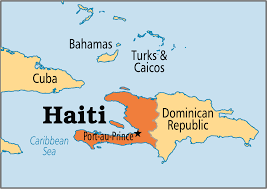 Bahamas
Turks &
Caicos
Cuba
Haiti
Dominican
Republic
Port-au-Prince
Caribbean
Sea